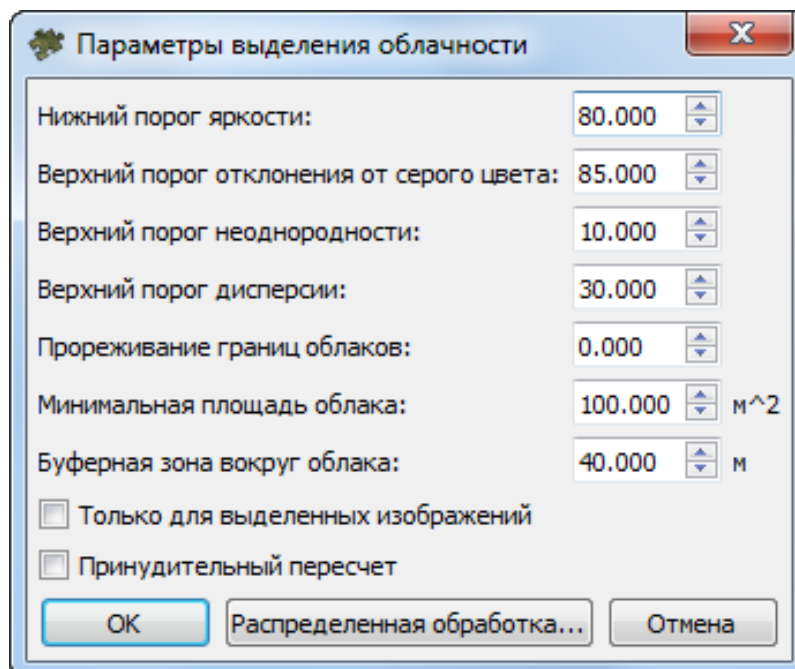 Параметры выделения облачности
Нижний порог яркости: 80.000
Верхний порог отклонения от серого цвета: 85.000
Верхний порог неоднородности: 10.000
Верхний порог дисперсии: 30.000
Прореживание границ облаков: 0.000
Минимальная площадь облака: 100.000 м^2
Буферная зона вокруг облака: 40.000 м
Только для выделенных изображений
Принудительный пересчет
OK Распределенная обработка... Отмена